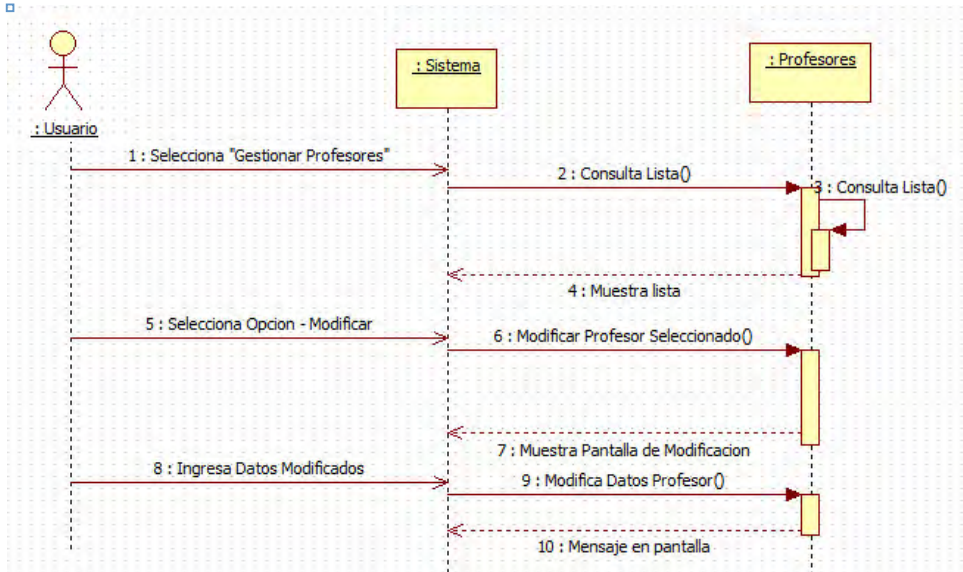 : Usuario
: Sistema
: Profesores
1 : Selecciona "Gestionar Profesores"
2 : Consulta Lista()
3 : Consulta Lista()
4 : Muestra lista
5 : Selecciona Opcion - Modificar
6 : Modificar Profesor Seleccionado()
7 : Muestra Pantalla de Modificacion
8 : Ingresa Datos Modificados
9 : Modifica Datos Profesor()
10 : Mensaje en pantalla